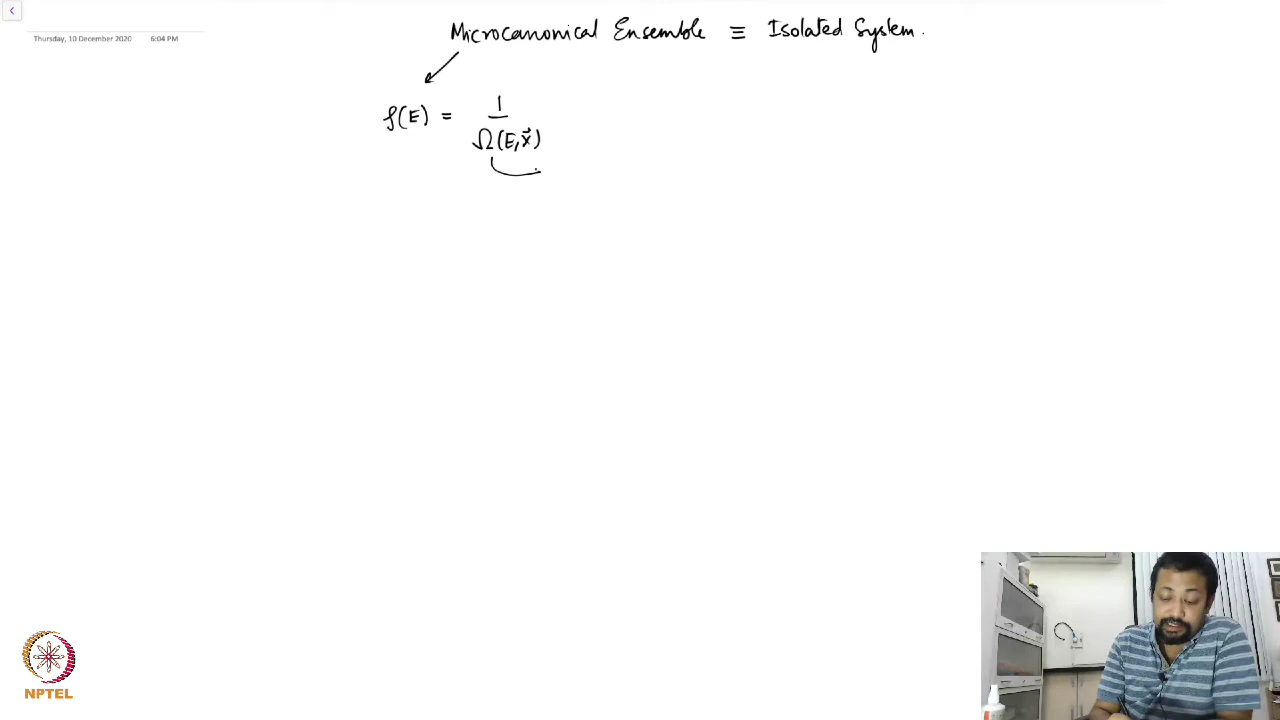 Microcanonical Ensemble ≡ Isolated System.
Thursday, 10 December 2020 6:04 PM
ρ(E) = 1
Ω(E, x⃗)
NPTEL